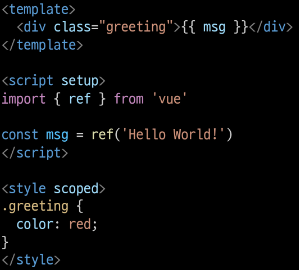 <template>
  <div class="greeting">{{ msg }}</div>
</template>

<script setup>
import { ref } from 'vue'

const msg = ref('Hello World!')
</script>

<style scoped>
.greeting {
  color: red;
}
</style>